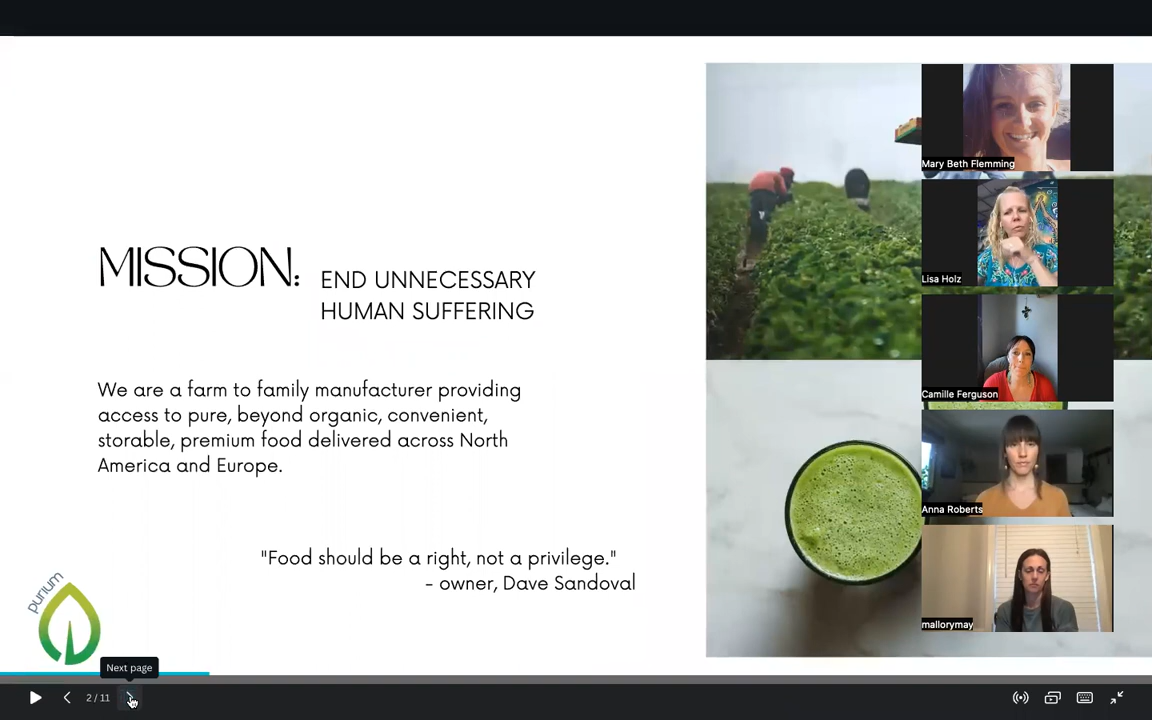 MISSION:
END UNNECESSARY
HUMAN SUFFERING
We are a farm to family manufacturer providing
access to pure, beyond organic, convenient,
storable, premium food delivered across North
America and Europe.
"Food should be a right, not a privilege."
- owner, Dave Sandoval
purium
Mary Beth Flemming
Lisa Holz
Camille Ferguson
Anna Roberts
mallorymay
Next page
2 / 11